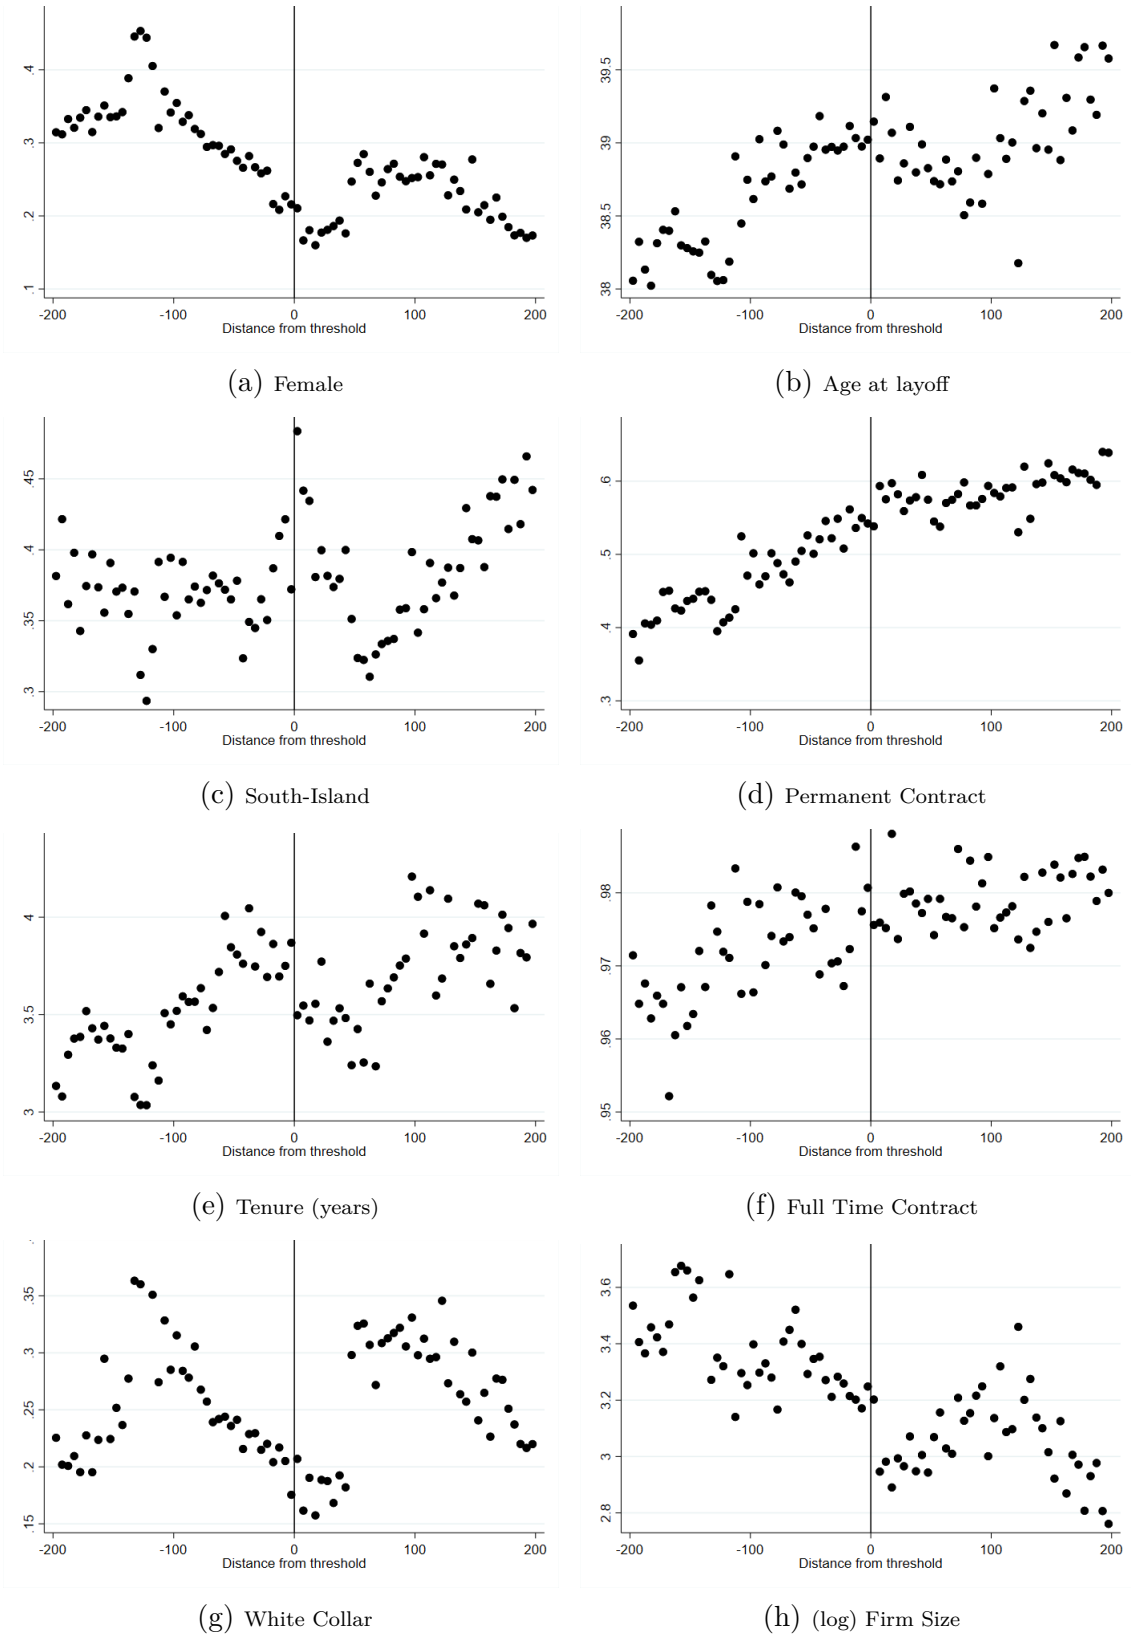 .4
.3
.2
.1
-200 -100 0 100 200
Distance from threshold
(a) Female
39.5
39
38.5
38
-200 -100 0 100 200
Distance from threshold
(b) Age at layoff
.45
.4
.35
.3
-200 -100 0 100 200
Distance from threshold
(c) South-Island
.6
.5
.4
.3
-200 -100 0 100 200
Distance from threshold
(d) Permanent Contract
4
3.5
3
-200 -100 0 100 200
Distance from threshold
(e) Tenure (years)
.98
.97
.96
.95
-200 -100 0 100 200
Distance from threshold
(f) Full Time Contract
.35
.3
.25
.2
.15
-200 -100 0 100 200
Distance from threshold
(g) White Collar
3.6
3.4
3.2
3
2.8
-200 -100 0 100 200
Distance from threshold
(h) (log) Firm Size